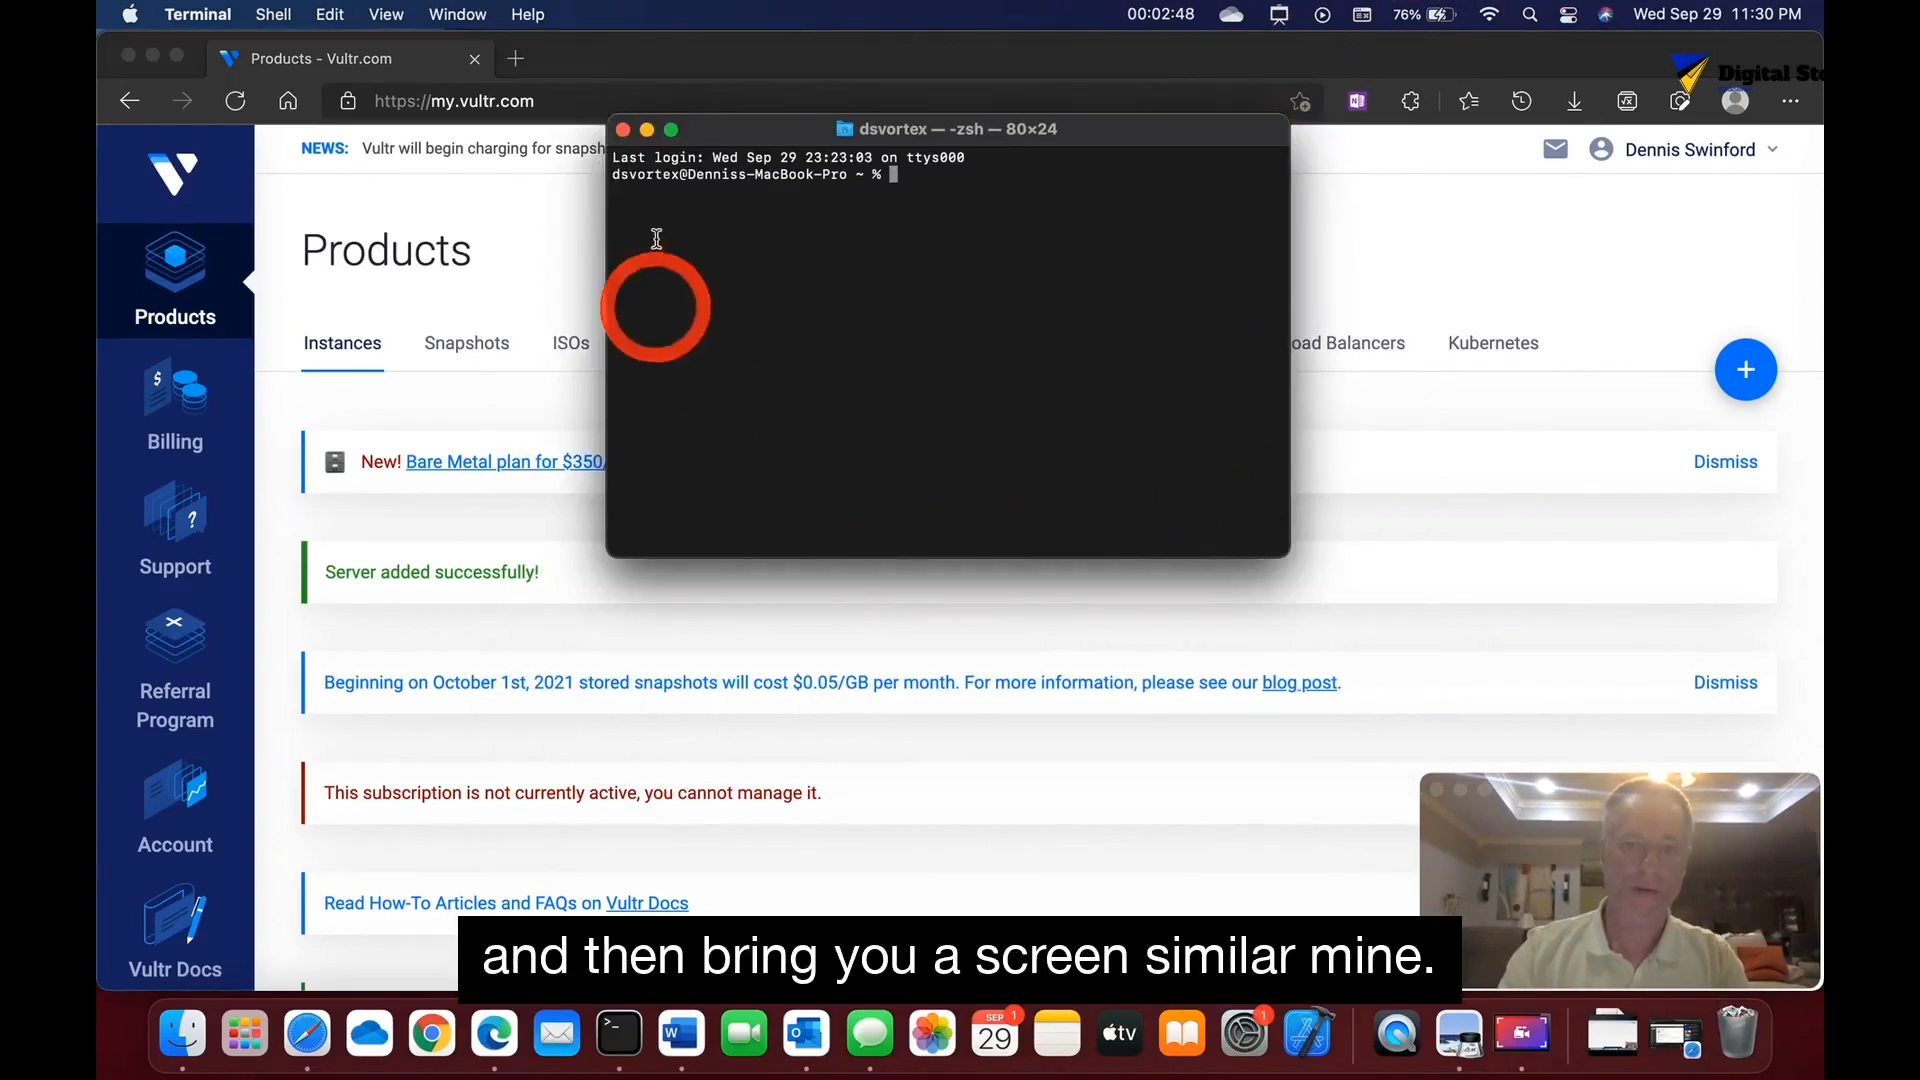 Terminal Shell Edit View Window Help 00:02:48 76% Wed Sep 29 11:30 PM
Products - Vultr.com
Digital
https://my.vultr.com
dsvortex — -zsh — 80×24
NEWS: Vultr will begin charging for snapsh
Last login: Wed Sep 29 23:23:03 on ttys000
Dennis Swinford
dsvortex@Denniss-MacBook-Pro ~ %
Products
Products
Instances Snapshots ISOs oad Balancers Kubernetes
+
Billing
New! Bare Metal plan for $350/
Dismiss
Support
Server added successfully!
Referral
Program
Beginning on October 1st, 2021 stored snapshots will cost $0.05/GB per month. For more information, please see our blog post.
Dismiss
This subscription is not currently active, you cannot manage it.
Account
Read How-To Articles and FAQs on Vultr Docs
Vultr Docs
and then bring you a screen similar mine.
SEP
29
1
tv
1